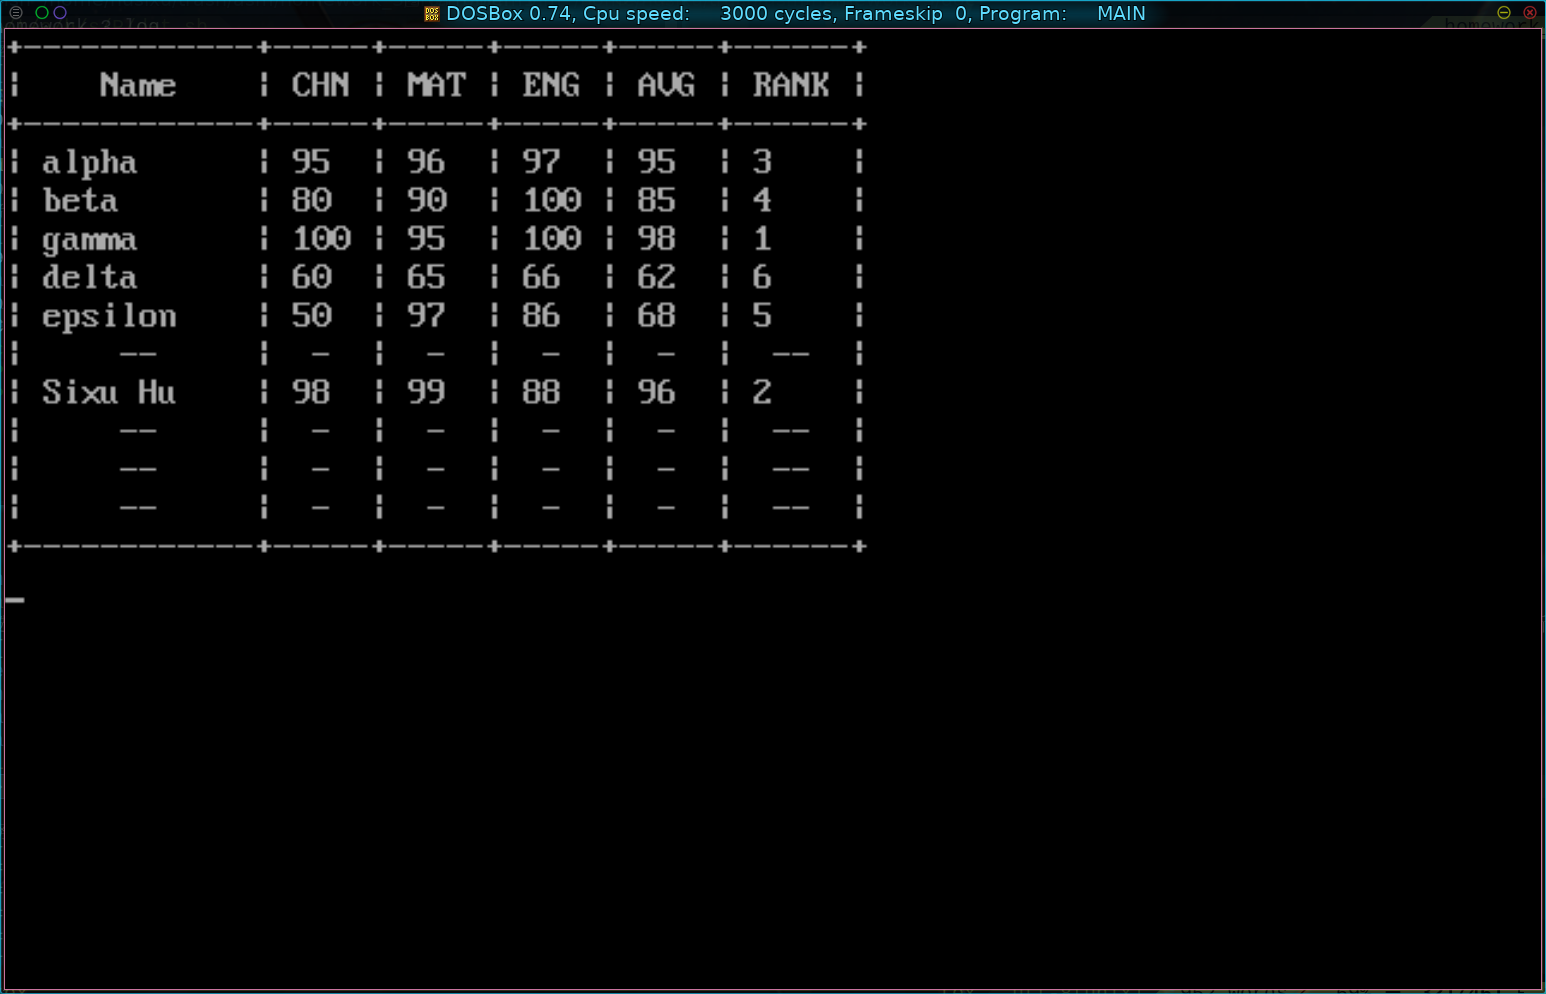 DOSBox 0.74, Cpu speed: 3000 cycles, Frameskip 0, Program: MAIN
+------------+-----+-----+-----+-----+------+
|    Name    | CHN | MAT | ENG | AVG | RANK |
+------------+-----+-----+-----+-----+------+
| alpha      | 95  | 96  | 97  | 95  | 3    |
| beta       | 80  | 90  | 100 | 85  | 4    |
| gamma      | 100 | 95  | 100 | 98  | 1    |
| delta      | 60  | 65  | 66  | 62  | 6    |
| epsilon    | 50  | 97  | 86  | 68  | 5    |
|     --     |  -  |  -  |  -  |  -  |  --  |
| Sixu Hu    | 98  | 99  | 88  | 96  | 2    |
|     --     |  -  |  -  |  -  |  -  |  --  |
|     --     |  -  |  -  |  -  |  -  |  --  |
|     --     |  -  |  -  |  -  |  -  |  --  |
+------------+-----+-----+-----+-----+------+